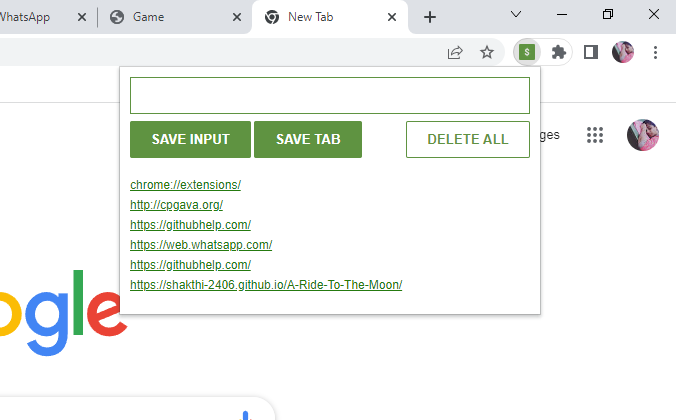 WhatsApp
Game
New Tab
$
SAVE INPUT
SAVE TAB
DELETE ALL
ges
chrome://extensions/
http://cpgava.org/
https://githubhelp.com/
https://web.whatsapp.com/
https://githubhelp.com/
https://shakthi-2406.github.io/A-Ride-To-The-Moon/
ogle